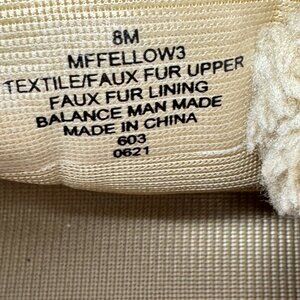 8M
MFFELLOW3
TEXTILE/FAUX FUR UPPER
FAUX FUR LINING
BALANCE MAN MADE
MADE IN CHINA
603
0621